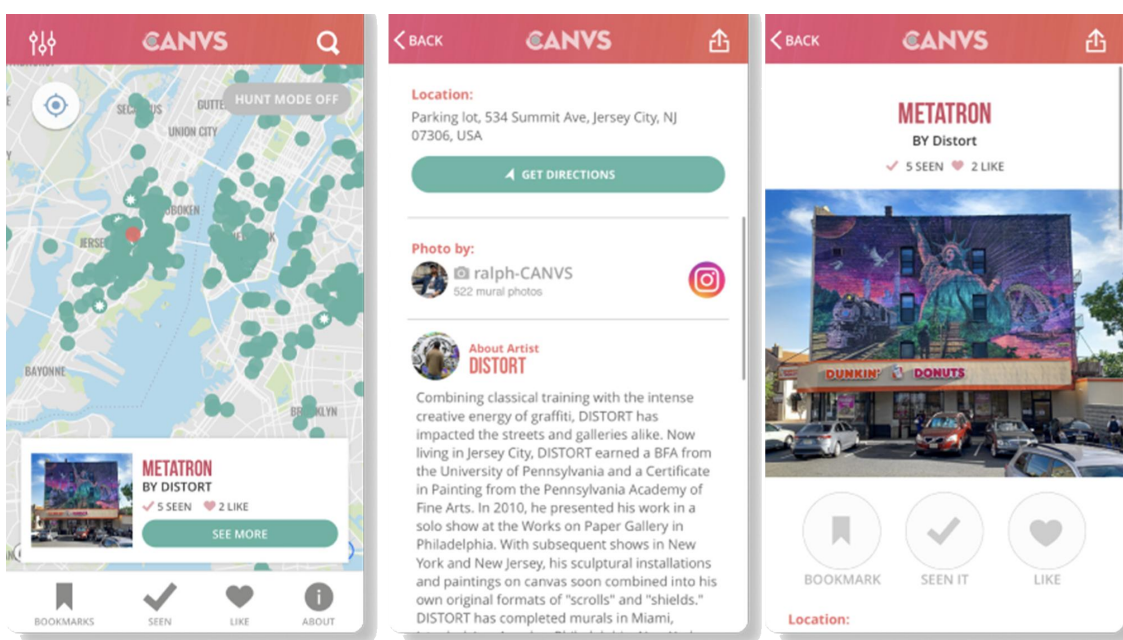 CANVS
HUNT MODE OFF
UNION CITY
BAYONNE
METATRON
BY DISTORT
5 SEEN 2 LIKE
SEE MORE
BOOKMARKS
SEEN
LIKE
ABOUT
BACK
CANVS
Location:
Parking lot, 534 Summit Ave, Jersey City, NJ
07306, USA
GET DIRECTIONS
Photo by:
ralph-CANVS
522 mural photos
About Artist
DISTORT
Combining classical training with the intense
creative energy of graffiti, DISTORT has
impacted the streets and galleries alike. Now
living in Jersey City, DISTORT earned a BFA from
the University of Pennsylvania and a Certificate
in Painting from the Pennsylvania Academy of
Fine Arts. In 2010, he presented his work in a
solo show at the Works on Paper Gallery in
Philadelphia. With subsequent shows in New
York and New Jersey, his sculptural installations
and paintings on canvas soon combined into his
own original formats of "scrolls" and "shields."
DISTORT has completed murals in Miami,
BACK
CANVS
METATRON
BY Distort
5 SEEN 2 LIKE
DUNKIN' DONUTS
BOOKMARK
SEEN IT
LIKE
Location: